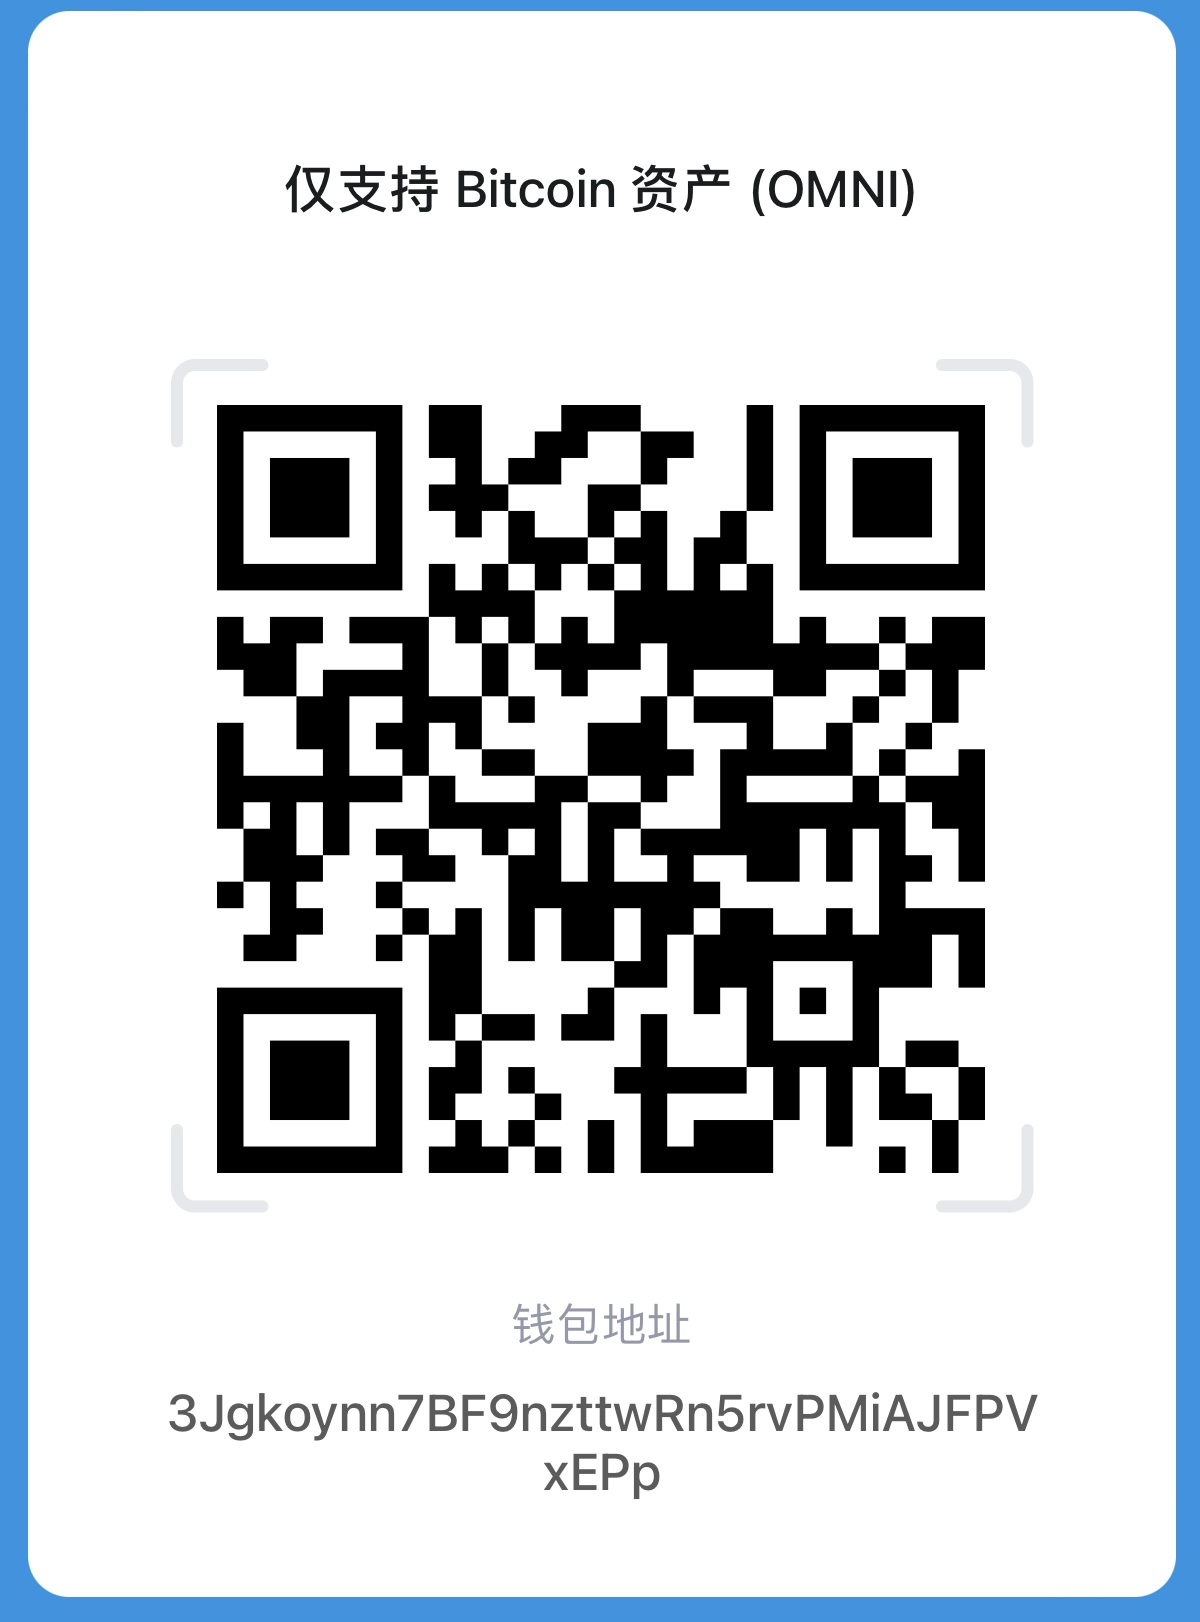 仅支持 Bitcoin 资产 (OMNI)
钱包地址
3Jgkoynn7BF9nzttwRn5rvPMiAJFPV
xEPp